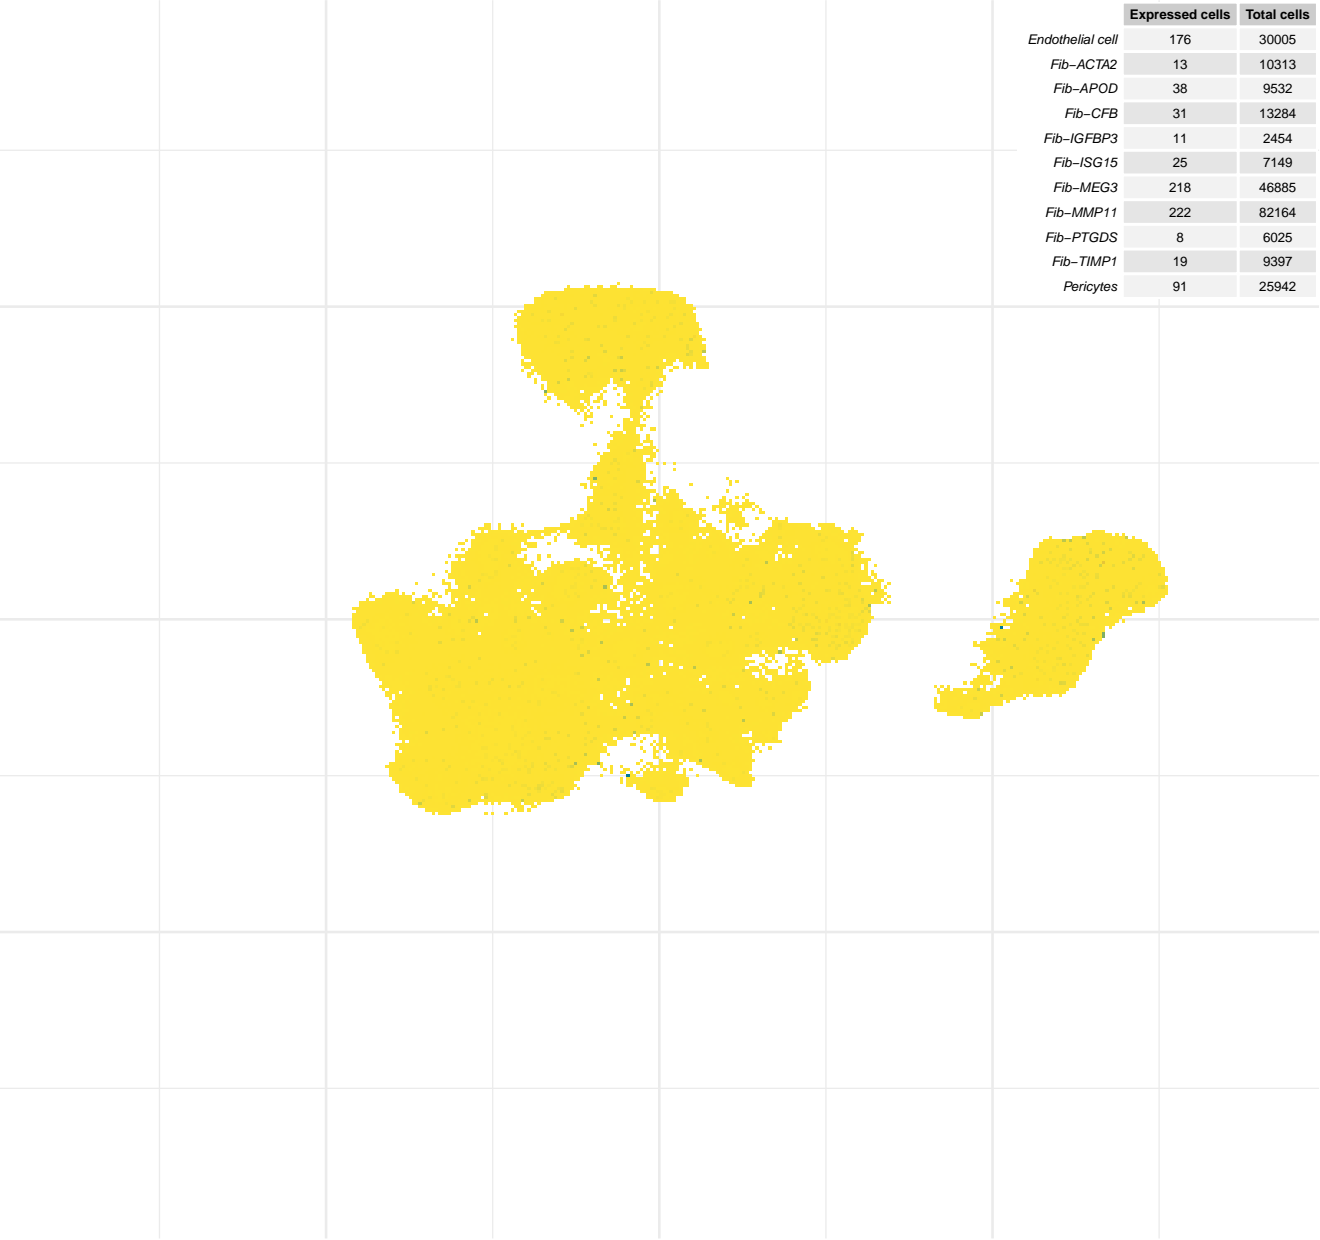 Expressed cells Total cells
Endothelial cell 176 30005
Fib−ACTA2 13 10313
Fib−APOD 38 9532
Fib−CFB 31 13284
Fib−IGFBP3 11 2454
Fib−ISG15 25 7149
Fib−MEG3 218 46885
Fib−MMP11 222 82164
Fib−PTGDS 8 6025
Fib−TIMP1 19 9397
Pericytes 91 25942